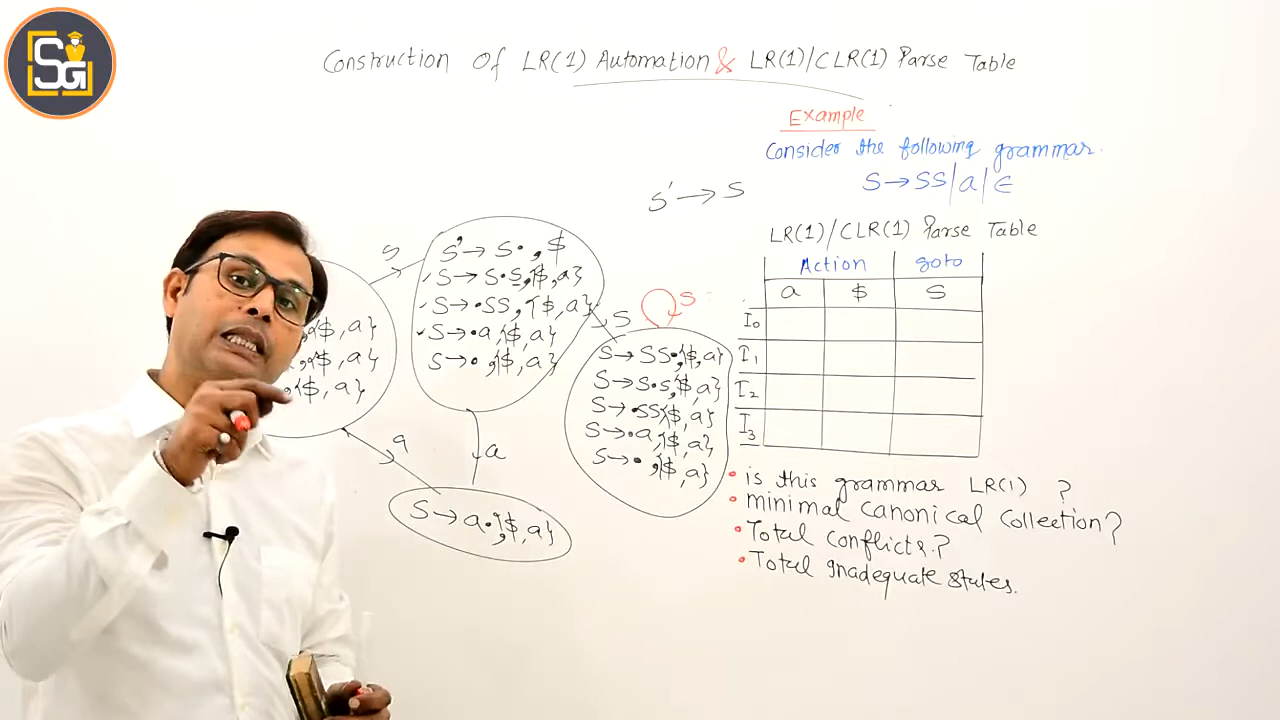 SG
Construction Of LR(1) Automation & LR(1)/CLR(1) Parse Table
Example
Consider the following grammar.
S→SS|a|∈
S'→S
LR(1)/CLR(1) Parse Table
Action goto
a $ S
I0
I1
I2
I3
S
S'→S•,$
S→S•S,{$,a}
S→•SS,{$,a}
S→•a,{$,a}
S→•,{$,a}
,{$,a}
,{$,a}
,{$,a}
a
a
S→a•,{$,a}
S
S
S→SS•,{$,a}
S→S•S,{$,a}
S→•SS{$,a}
S→•a,{$,a}
S→•,{$,a}
• is this grammar LR(1) ?
• minimal Canonical Collection?
• Total Conflicts.?
• Total inadequate states.